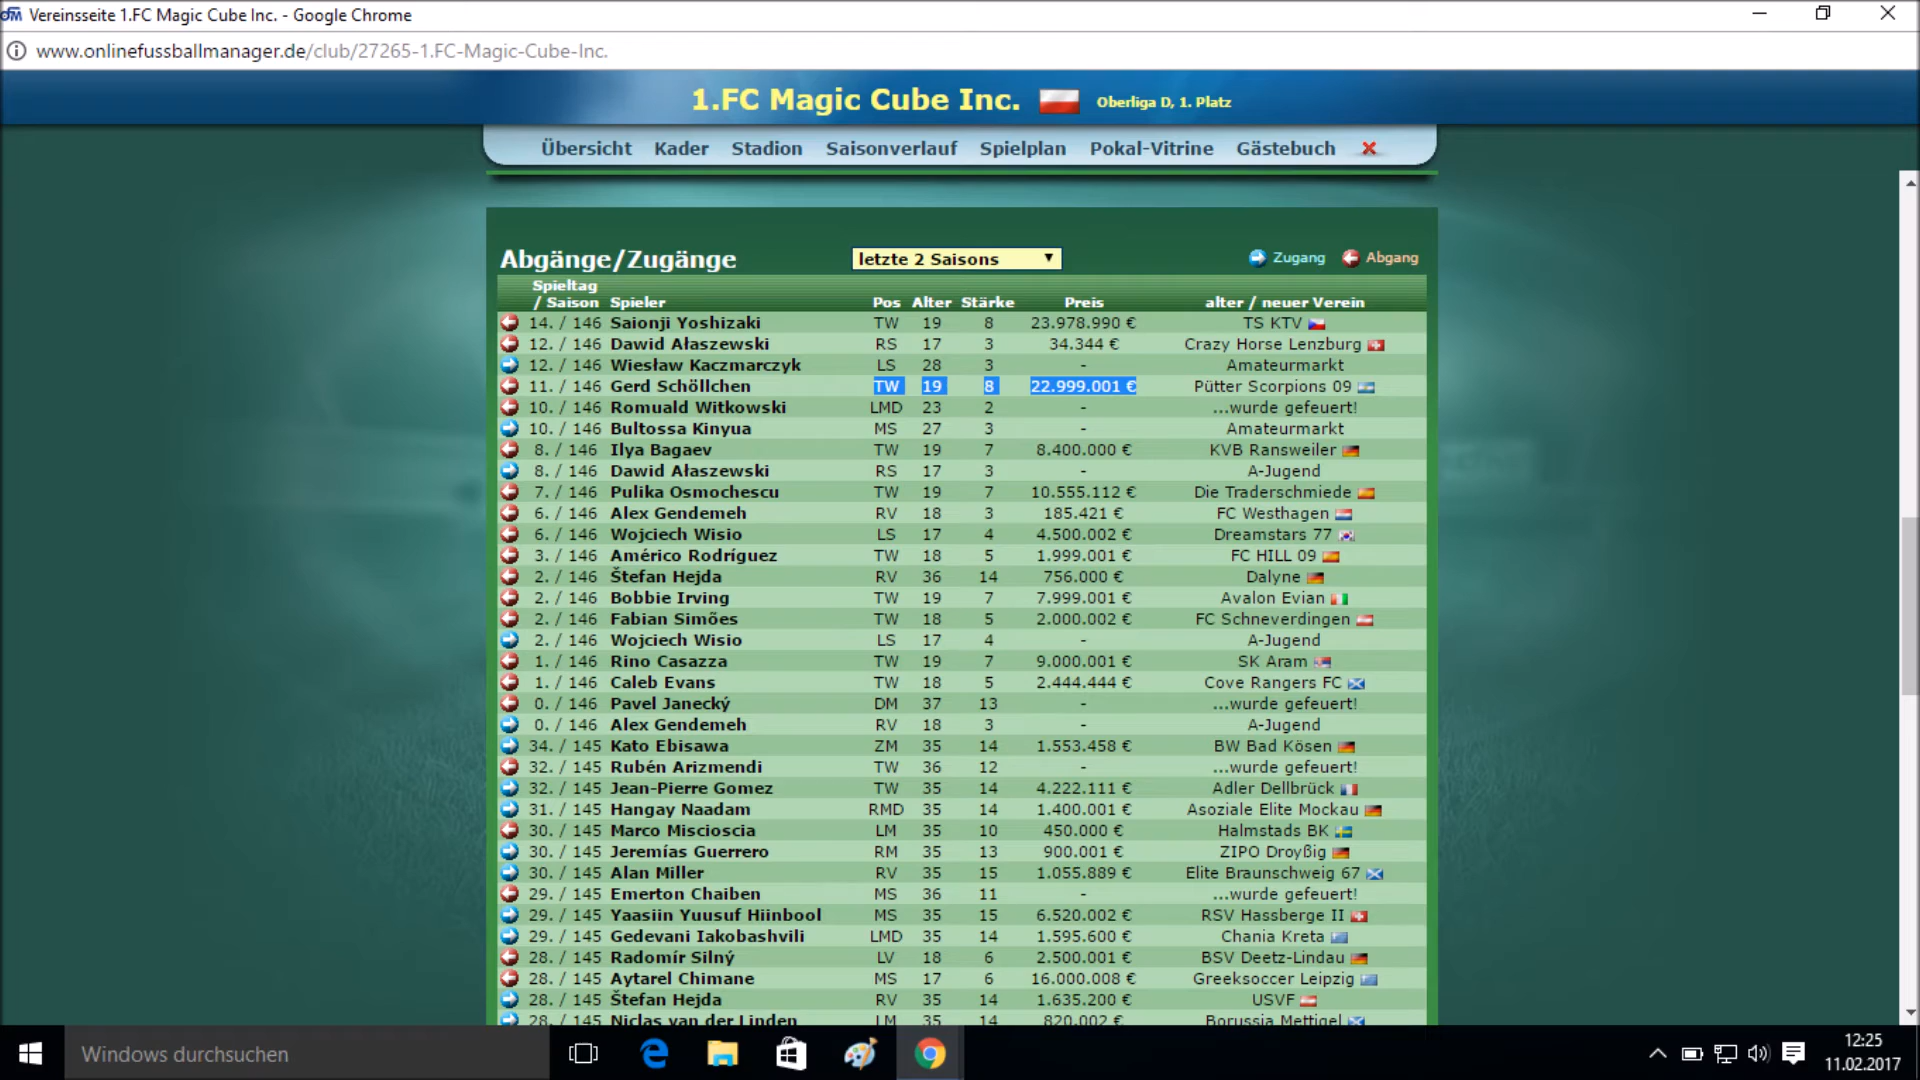 Vereinsseite 1.FC Magic Cube Inc. - Google Chrome
www.onlinefussballmanager.de/club/27265-1.FC-Magic-Cube-Inc.
1.FC Magic Cube Inc. Oberliga D, 1. Platz
Übersicht Kader Stadion Saisonverlauf Spielplan Pokal-Vitrine Gästebuch
Abgänge/Zugänge letzte 2 Saisons Zugang Abgang
Spieltag
/ Saison Spieler Pos Alter Stärke Preis alter / neuer Verein
14. / 146 Saionji Yoshizaki TW 19 8 23.978.990 € TS KTV
12. / 146 Dawid Ałaszewski RS 17 3 34.344 € Crazy Horse Lenzburg
12. / 146 Wiesław Kaczmarczyk LS 28 3 - Amateurmarkt
11. / 146 Gerd Schöllchen TW 19 8 22.999.001 € Pütter Scorpions 09
10. / 146 Romuald Witkowski LMD 23 2 - ...wurde gefeuert!
10. / 146 Bultossa Kinyua MS 27 3 - Amateurmarkt
8. / 146 Ilya Bagaev TW 19 7 8.400.000 € KVB Ransweiler
8. / 146 Dawid Ałaszewski RS 17 3 - A-Jugend
7. / 146 Pulika Osmochescu TW 19 7 10.555.112 € Die Traderschmiede
6. / 146 Alex Gendemeh RV 18 3 185.421 € FC Westhagen
6. / 146 Wojciech Wisio LS 17 4 4.500.002 € Dreamstars 77
3. / 146 Américo Rodríguez TW 18 5 1.999.001 € FC HILL 09
2. / 146 Štefan Hejda RV 36 14 756.000 € Dalyne
2. / 146 Bobbie Irving TW 19 7 7.999.001 € Avalon Evian
2. / 146 Fabian Simões TW 18 5 2.000.002 € FC Schneverdingen
2. / 146 Wojciech Wisio LS 17 4 - A-Jugend
1. / 146 Rino Casazza TW 19 7 9.000.001 € SK Aram
1. / 146 Caleb Evans TW 18 5 2.444.444 € Cove Rangers FC
0. / 146 Pavel Janecký DM 37 13 - ...wurde gefeuert!
0. / 146 Alex Gendemeh RV 18 3 - A-Jugend
34. / 145 Kato Ebisawa ZM 35 14 1.553.458 € BW Bad Kösen
32. / 145 Rubén Arizmendi TW 36 12 - ...wurde gefeuert!
32. / 145 Jean-Pierre Gomez TW 35 14 4.222.111 € Adler Dellbrück
31. / 145 Hangay Naadam RMD 35 14 1.400.001 € Asoziale Elite Mockau
30. / 145 Marco Miscioscia LM 35 10 450.000 € Halmstads BK
30. / 145 Jeremías Guerrero RM 35 13 900.001 € ZIPO Droyßig
30. / 145 Alan Miller RV 35 15 1.055.889 € Elite Braunschweig 67
29. / 145 Emerton Chaiben MS 36 11 - ...wurde gefeuert!
29. / 145 Yaasiin Yuusuf Hiinbool MS 35 15 6.520.002 € RSV Hassberge II
29. / 145 Gedevani Iakobashvili LMD 35 14 1.595.600 € Chania Kreta
28. / 145 Radomír Silný LV 18 6 2.500.001 € BSV Deetz-Lindau
28. / 145 Aytarel Chimane MS 17 6 16.000.008 € Greeksoccer Leipzig
28. / 145 Štefan Hejda RV 35 14 1.635.200 € USVF
28. / 145 Niclas van der Linden LM 35 14 820.002 € Borussia Mettigel
Windows durchsuchen
12:25
11.02.2017